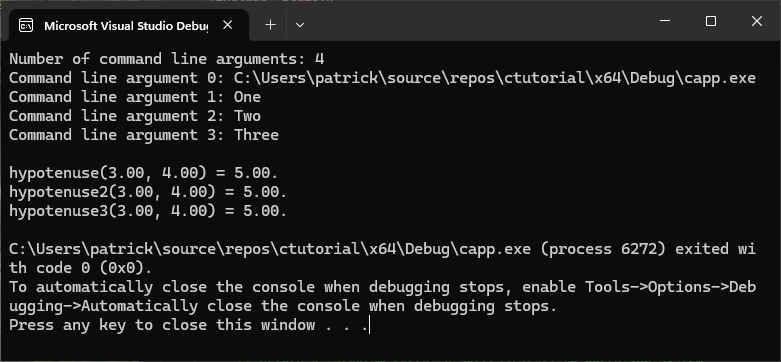 Microsoft Visual Studio Debug
Number of command line arguments: 4
Command line argument 0: C:\Users\patrick\source\repos\ctutorial\x64\Debug\capp.exe
Command line argument 1: One
Command line argument 2: Two
Command line argument 3: Three
hypotenuse(3.00, 4.00) = 5.00.
hypotenuse2(3.00, 4.00) = 5.00.
hypotenuse3(3.00, 4.00) = 5.00.
C:\Users\patrick\source\repos\ctutorial\x64\Debug\capp.exe (process 6272) exited wi
th code 0 (0x0).
To automatically close the console when debugging stops, enable Tools->Options->Deb
ugging->Automatically close the console when debugging stops.
Press any key to close this window . . .